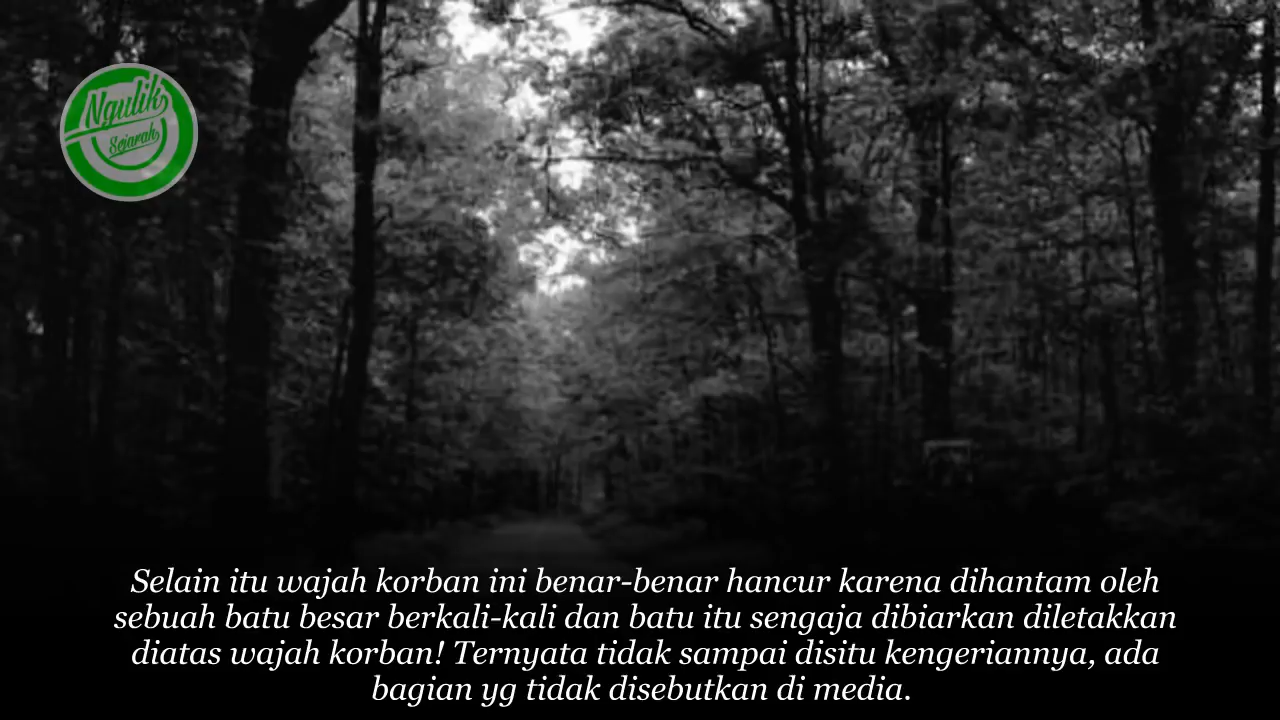 Ngulik
Sejarah
Selain itu wajah korban ini benar-benar hancur karena dihantam oleh
sebuah batu besar berkali-kali dan batu itu sengaja dibiarkan diletakkan
diatas wajah korban! Ternyata tidak sampai disitu kengeriannya, ada
bagian yg tidak disebutkan di media.